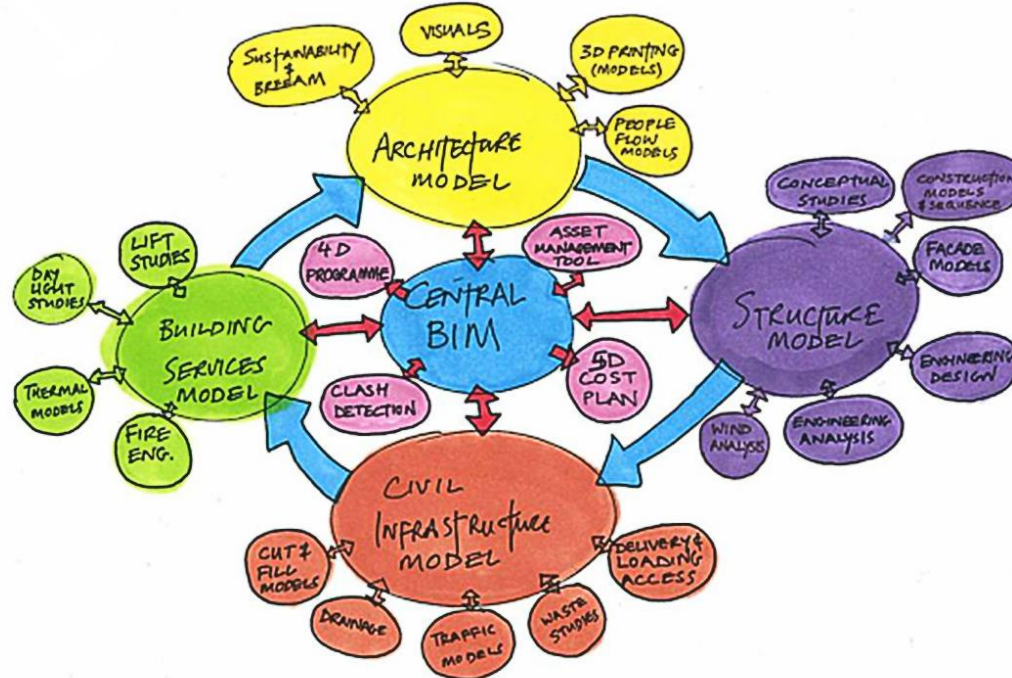 VISUALS
SUSTAINABILITY
&
BREEAM
3D PRINTING
(MODELS)
PEOPLE
FLOW
MODELS
ARCHITECTURE
MODEL
CONCEPTUAL
STUDIES
CONSTRUCTION
MODELS
& SEQUENCE
FACADE
MODELS
LIFT
STUDIES
DAY
LIGHT
STUDIES
4D
PROGRAMME
ASSET
MANAGEMENT
TOOL
CENTRAL
BIM
BUILDING
SERVICES
MODEL
STRUCTURE
MODEL
THERMAL
MODELS
FIRE
ENG.
CLASH
DETECTION
5D
COST
PLAN
ENGINEERING
DESIGN
WIND
ANALYSIS
ENGINEERING
ANALYSIS
CIVIL
INFRASTRUCTURE
MODEL
CUT &
FILL
MODELS
DRAINAGE
TRAFFIC
MODELS
WASTE
STUDIES
DELIVERY &
LOADING
ACCESS